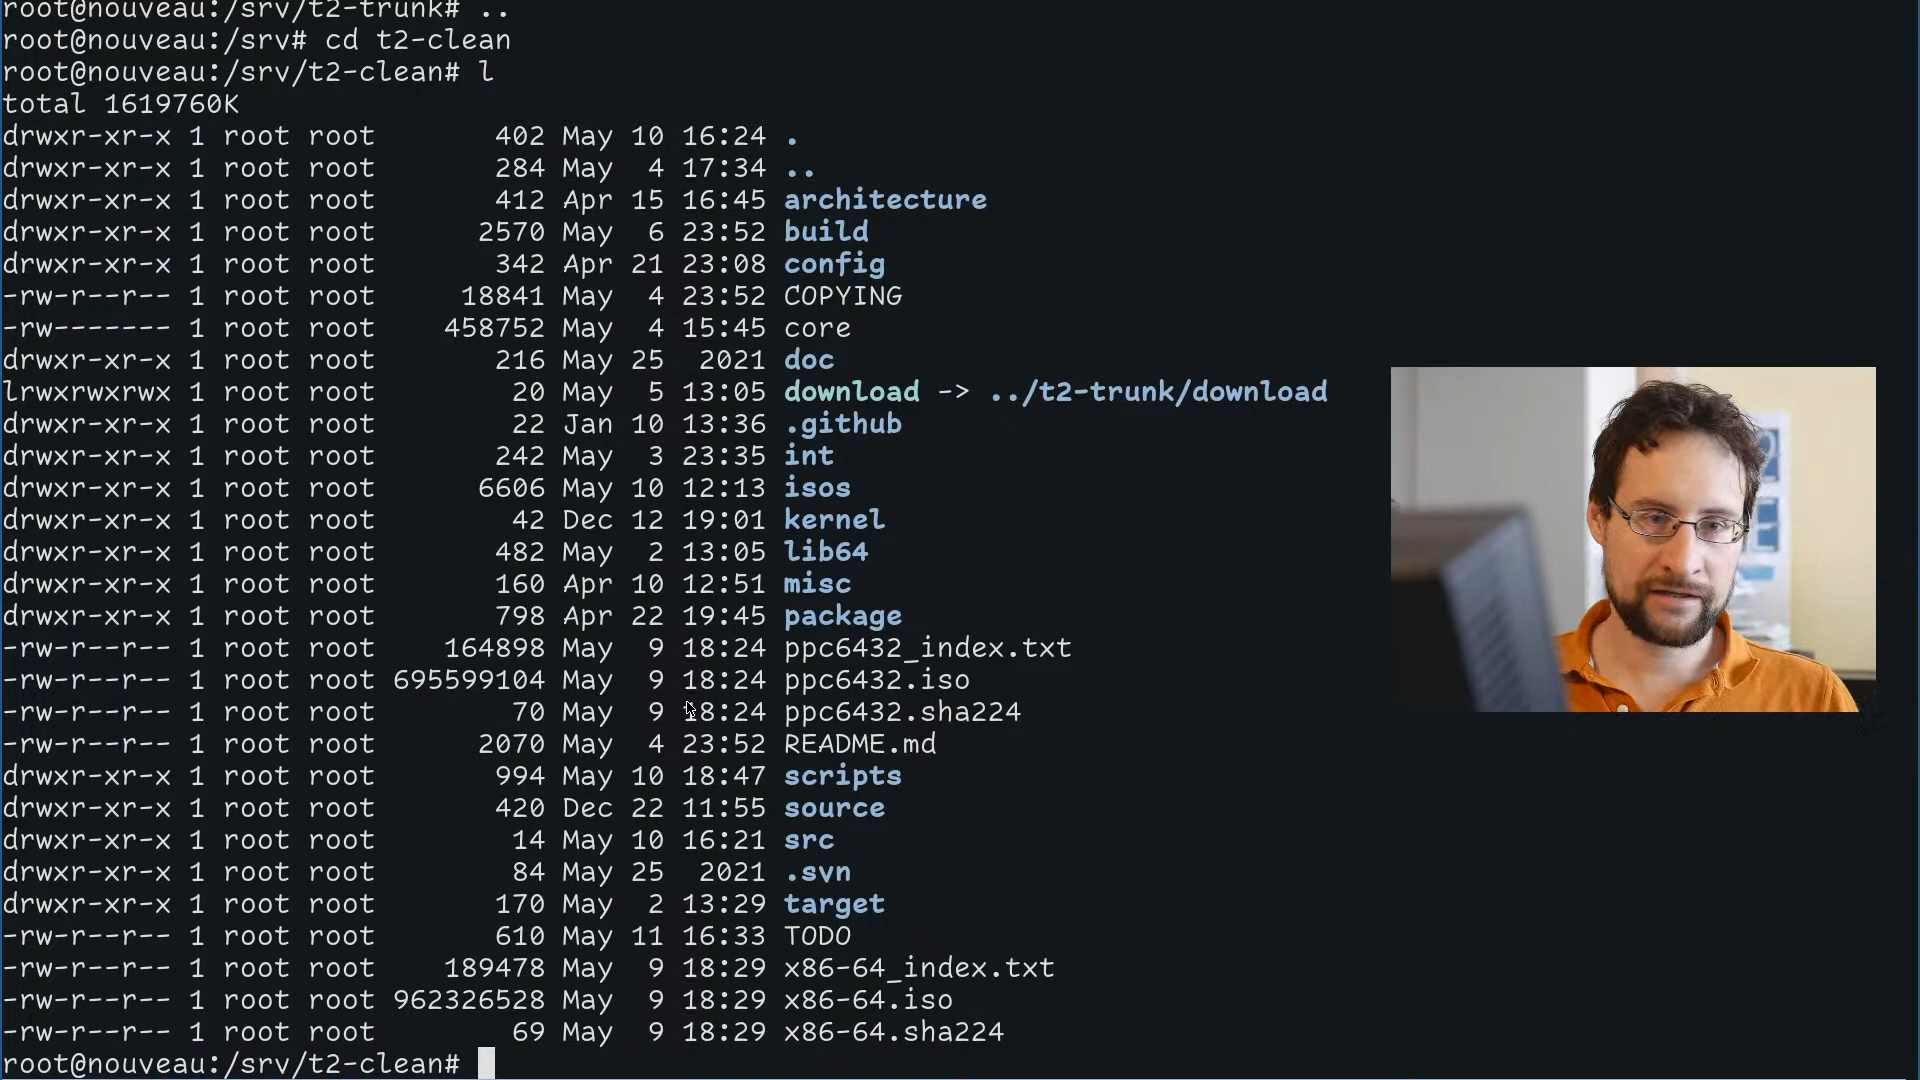 root@nouveau:/srv/t2-trunk# ..
root@nouveau:/srv# cd t2-clean
root@nouveau:/srv/t2-clean# l
total 1619760K
drwxr-xr-x 1 root root       402 May 10 16:24 .
drwxr-xr-x 1 root root       284 May  4 17:34 ..
drwxr-xr-x 1 root root       412 Apr 15 16:45 architecture
drwxr-xr-x 1 root root      2570 May  6 23:52 build
drwxr-xr-x 1 root root       342 Apr 21 23:08 config
-rw-r--r-- 1 root root     18841 May  4 23:52 COPYING
-rw------- 1 root root    458752 May  4 15:45 core
drwxr-xr-x 1 root root       216 May 25  2021 doc
lrwxrwxrwx 1 root root        20 May  5 13:05 download -> ../t2-trunk/download
drwxr-xr-x 1 root root        22 Jan 10 13:36 .github
drwxr-xr-x 1 root root       242 May  3 23:35 int
drwxr-xr-x 1 root root      6606 May 10 12:13 isos
drwxr-xr-x 1 root root        42 Dec 12 19:01 kernel
drwxr-xr-x 1 root root       482 May  2 13:05 lib64
drwxr-xr-x 1 root root       160 Apr 10 12:51 misc
drwxr-xr-x 1 root root       798 Apr 22 19:45 package
-rw-r--r-- 1 root root    164898 May  9 18:24 ppc6432_index.txt
-rw-r--r-- 1 root root 695599104 May  9 18:24 ppc6432.iso
-rw-r--r-- 1 root root        70 May  9 18:24 ppc6432.sha224
-rw-r--r-- 1 root root      2070 May  4 23:52 README.md
drwxr-xr-x 1 root root       994 May 10 18:47 scripts
drwxr-xr-x 1 root root       420 Dec 22 11:55 source
drwxr-xr-x 1 root root        14 May 10 16:21 src
drwxr-xr-x 1 root root        84 May 25  2021 .svn
drwxr-xr-x 1 root root       170 May  2 13:29 target
-rw-r--r-- 1 root root       610 May 11 16:33 TODO
-rw-r--r-- 1 root root    189478 May  9 18:29 x86-64_index.txt
-rw-r--r-- 1 root root 962326528 May  9 18:29 x86-64.iso
-rw-r--r-- 1 root root        69 May  9 18:29 x86-64.sha224
root@nouveau:/srv/t2-clean#